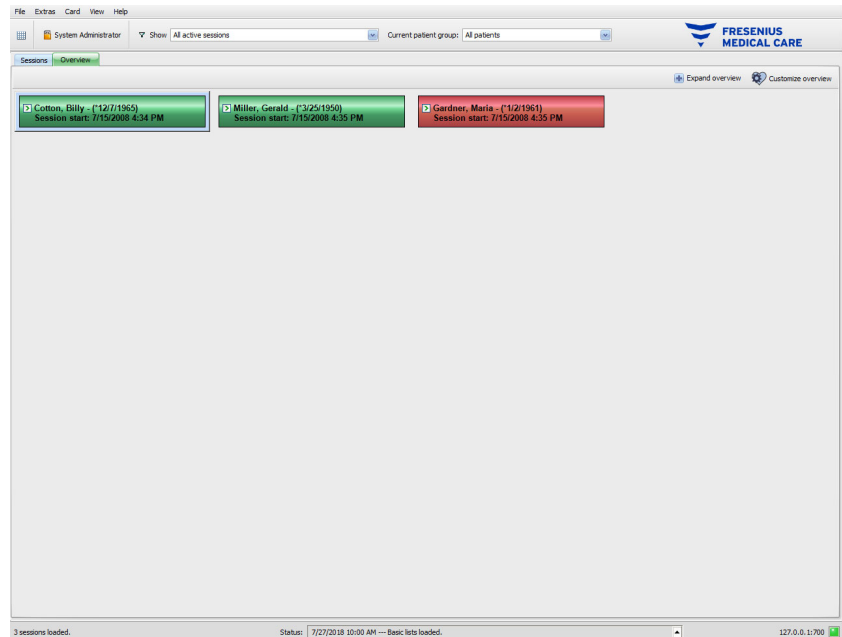 File Extras Card View Help
System Administrator Show All active sessions Current patient group: All patients
FRESENIUS
MEDICAL CARE
Sessions Overview
Expand overview Customize overview
Cotton, Billy - (*12/7/1965)
Session start: 7/15/2008 4:34 PM
Miller, Gerald - (*3/25/1950)
Session start: 7/15/2008 4:35 PM
Gardner, Maria - (*1/2/1961)
Session start: 7/15/2008 4:35 PM
3 sessions loaded. Status: 7/27/2018 10:00 AM --- Basic lists loaded. 127.0.0.1:700